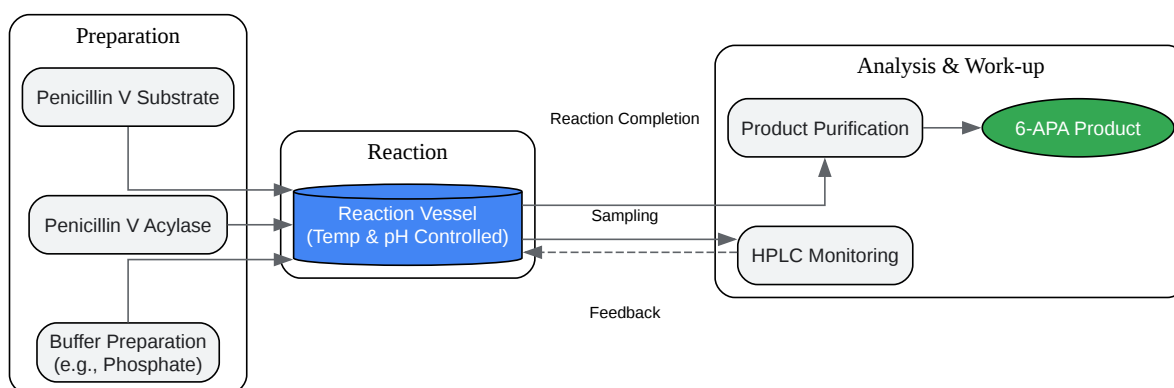 Preparation
Penicillin V Substrate
Penicillin V Acylase
Buffer Preparation
(e.g., Phosphate)
Reaction
Reaction Vessel
(Temp & pH Controlled)
Reaction Completion
Sampling
Feedback
Analysis & Work-up
Product Purification
6-APA Product
HPLC Monitoring